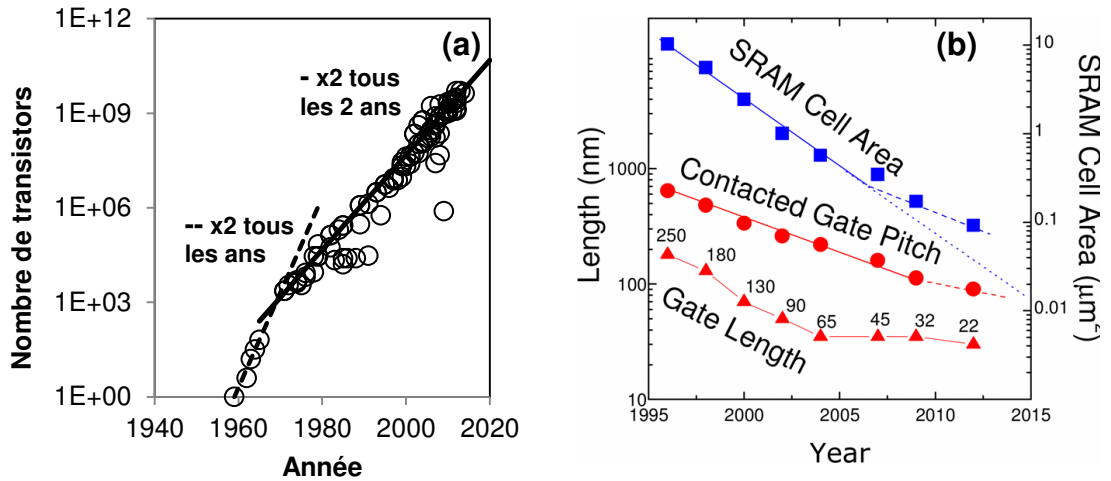 1E+12
1E+09
1E+06
1E+03
1E+00
Nombre de transistors
(a)
- x2 tous
les 2 ans
-- x2 tous
les ans
1940
1960
1980
2000
2020
Année
(b)
SRAM Cell Area
Contacted Gate Pitch
Gate Length
250
180
130
90
65
45
32
22
1000
100
10
Length (nm)
10
1
0.1
0.01
SRAM Cell Area (μm²)
1995
2000
2005
2010
2015
Year